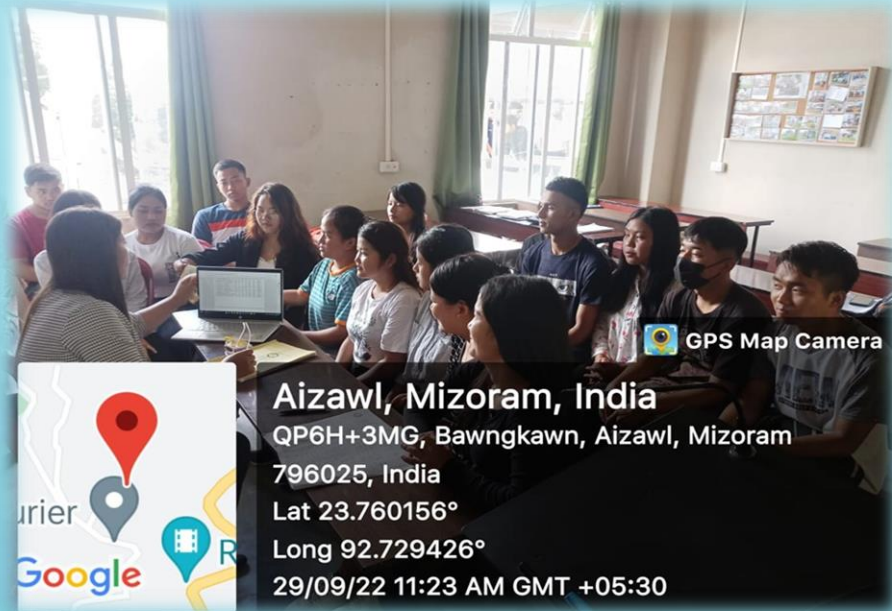 GPS Map Camera
Aizawl, Mizoram, India
QP6H+3MG, Bawngkawn, Aizawl, Mizoram
796025, India
Lat 23.760156°
Long 92.729426°
29/09/22 11:23 AM GMT +05:30
urier
R
Google